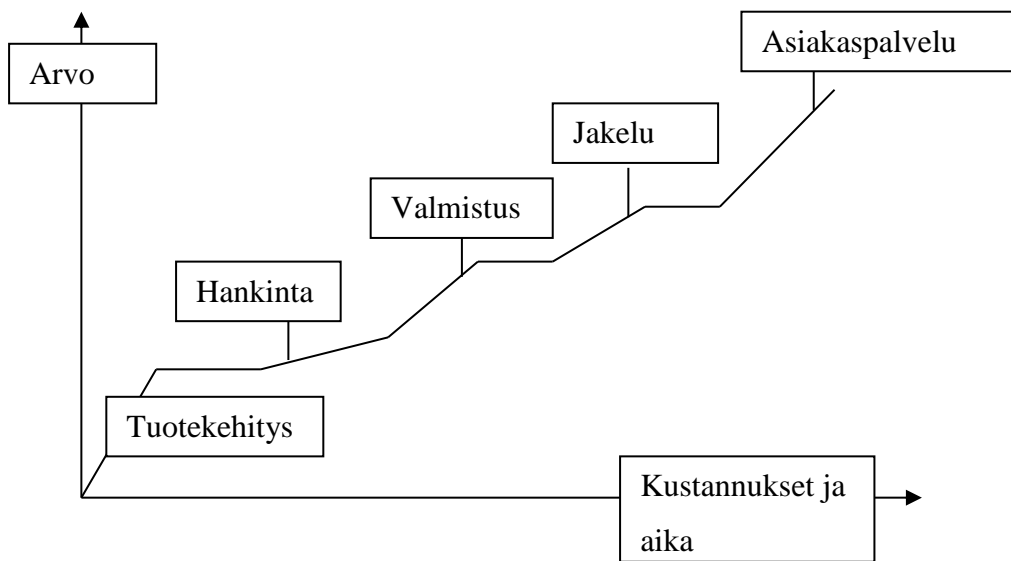 Asiakaspalvelu
Arvo
Jakelu
Valmistus
Hankinta
Tuotekehitys
Kustannukset ja
aika